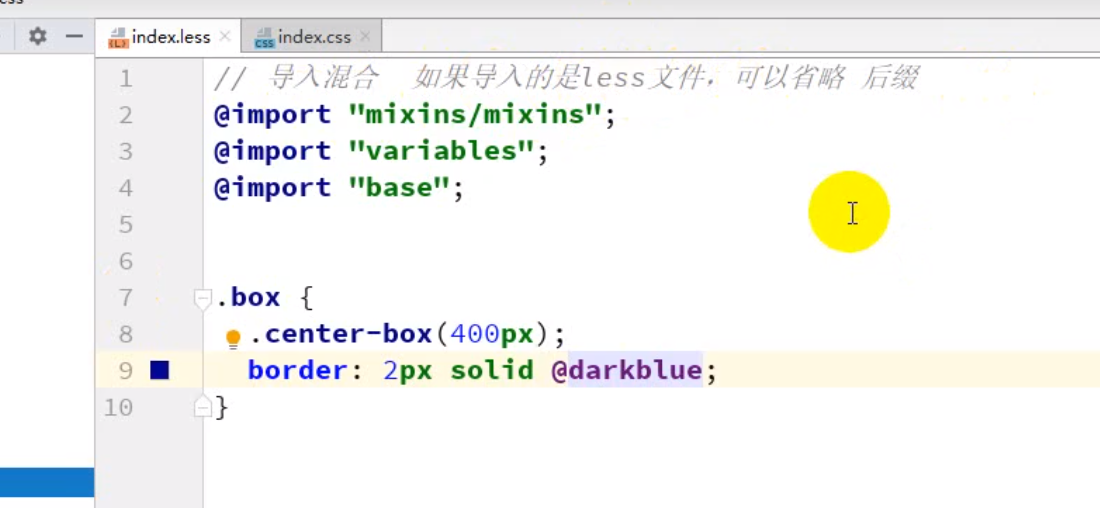 index.less index.css
1 // 导入混合 如果导入的是less文件，可以省略 后缀
2 @import "mixins/mixins";
3 @import "variables";
4 @import "base";
5
6
7 .box {
8 .center-box(400px);
9 border: 2px solid @darkblue;
10 }